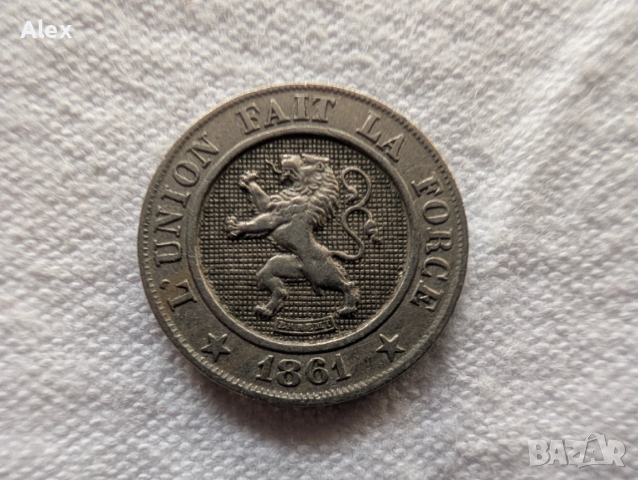 Alex
L'UNION FAIT LA FORCE
1861
BAZAR